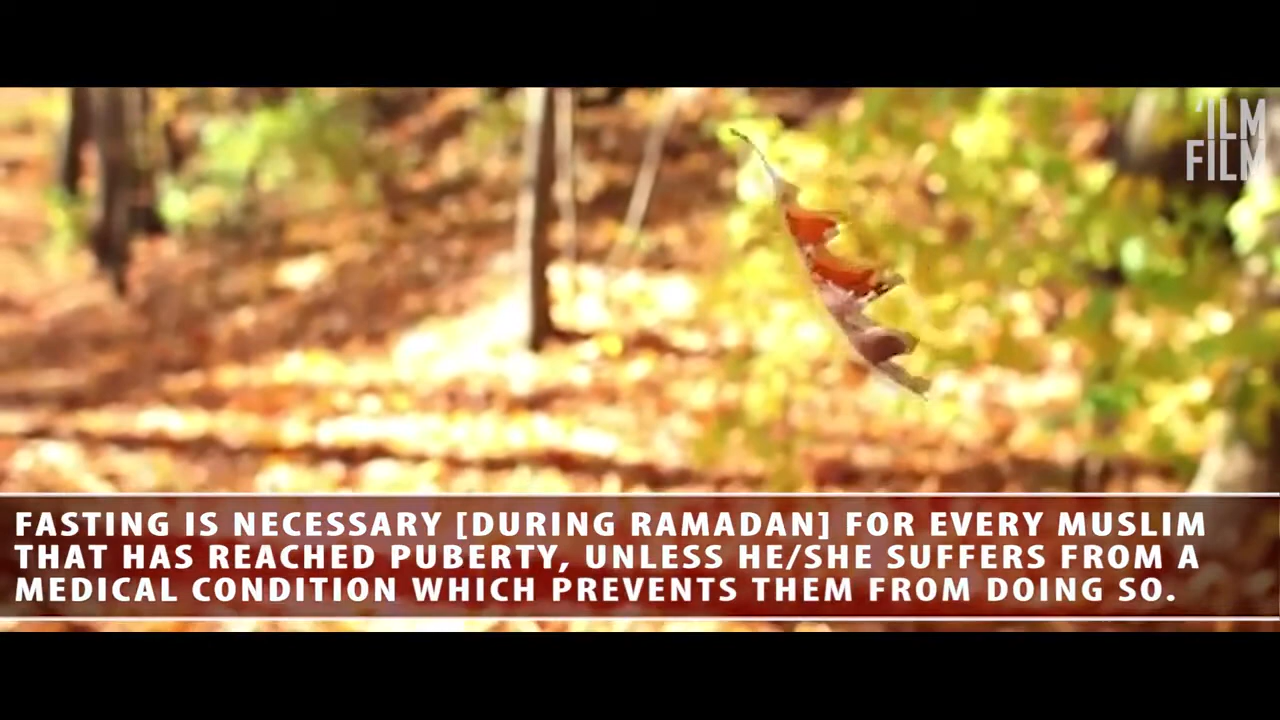 'ILM
FILM
FASTING IS NECESSARY [DURING RAMADAN] FOR EVERY MUSLIM
THAT HAS REACHED PUBERTY, UNLESS HE/SHE SUFFERS FROM A
MEDICAL CONDITION WHICH PREVENTS THEM FROM DOING SO.